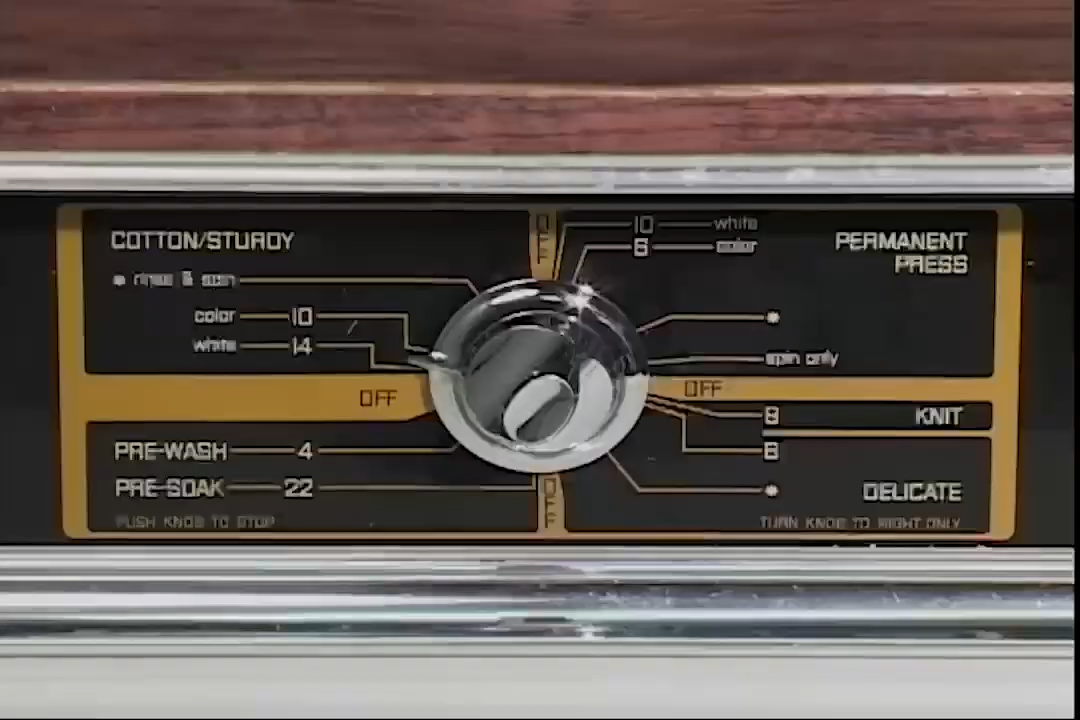 COTTON/STURDY
rinse & spin
color 10
white 14
OFF
PRE-WASH 4
PRE-SOAK 22
PUSH KNOB TO STOP
OFF
10 white
6 color
PERMANENT
PRESS
spin only
OFF
8 KNIT
8
DELICATE
TURN KNOB TO RIGHT ONLY
OFF